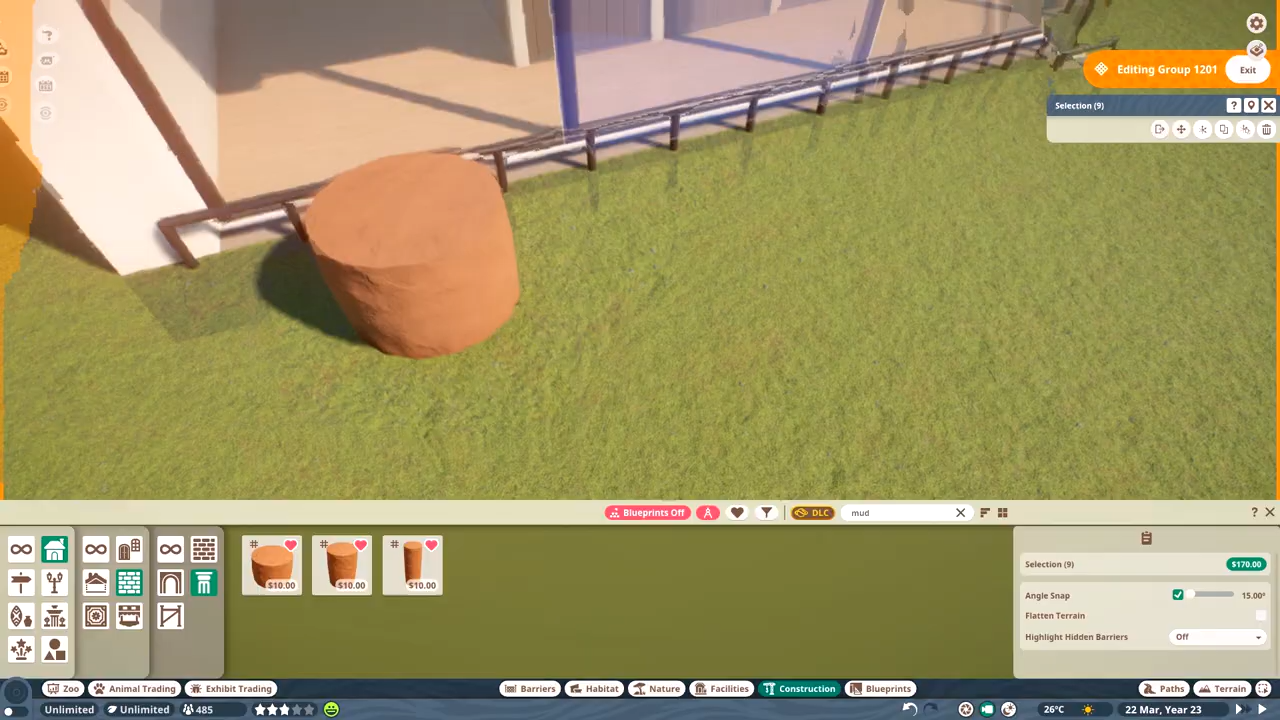 Editing Group 1201
Exit
Selection (9)
?
Blueprints Off
DLC
mud
?
$10.00
$10.00
$10.00
Selection (9)
$170.00
Angle Snap
15.00°
Flatten Terrain
Highlight Hidden Barriers
Off
Zoo
Animal Trading
Exhibit Trading
Barriers
Habitat
Nature
Facilities
Construction
Blueprints
Paths
Terrain
Unlimited
Unlimited
485
26°C
22 Mar, Year 23